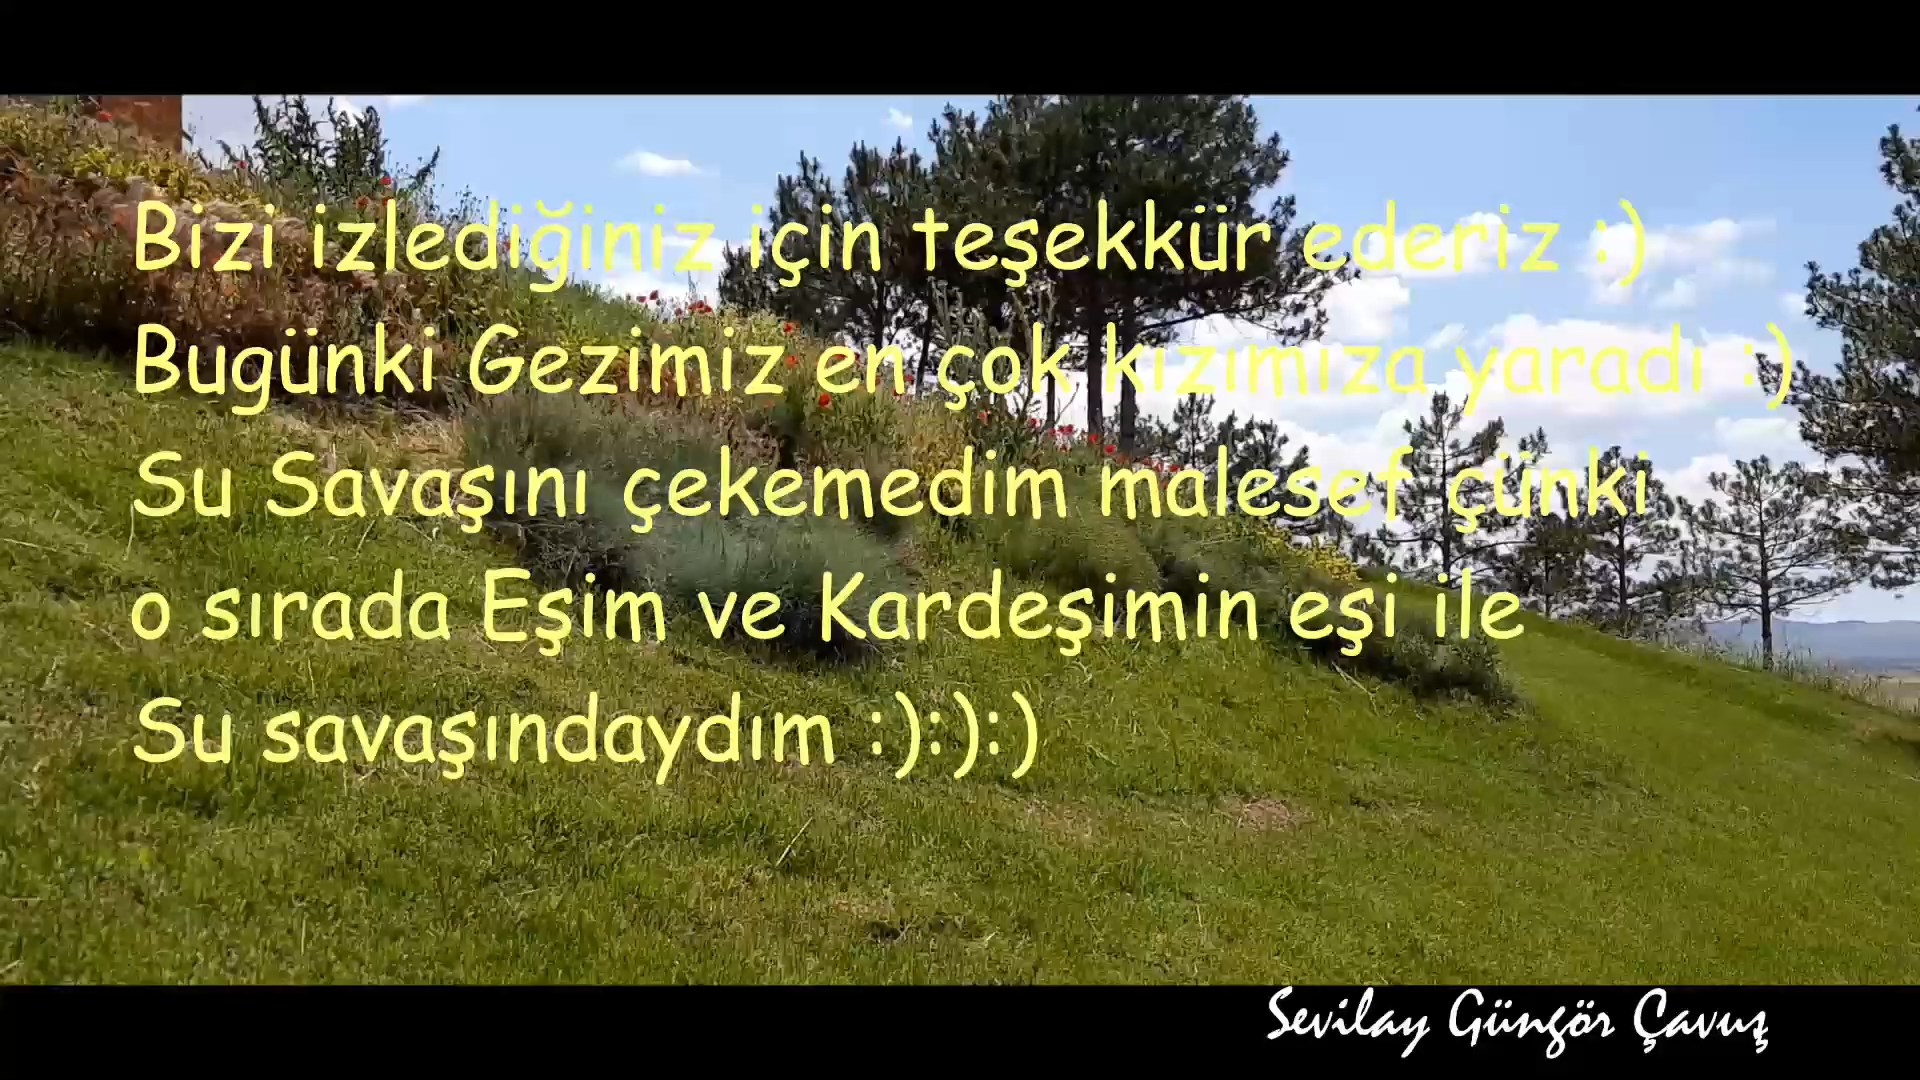 Bizi izlediğiniz için teşekkür ederiz :)
Bugünki Gezimiz en çok kızımıza yaradı :)
Su Savaşını çekemedim malesef çünki
o sırada Eşim ve Kardeşimin eşi ile
Su savaşındaydım :):):)
Sevilay Güngör Çavuş